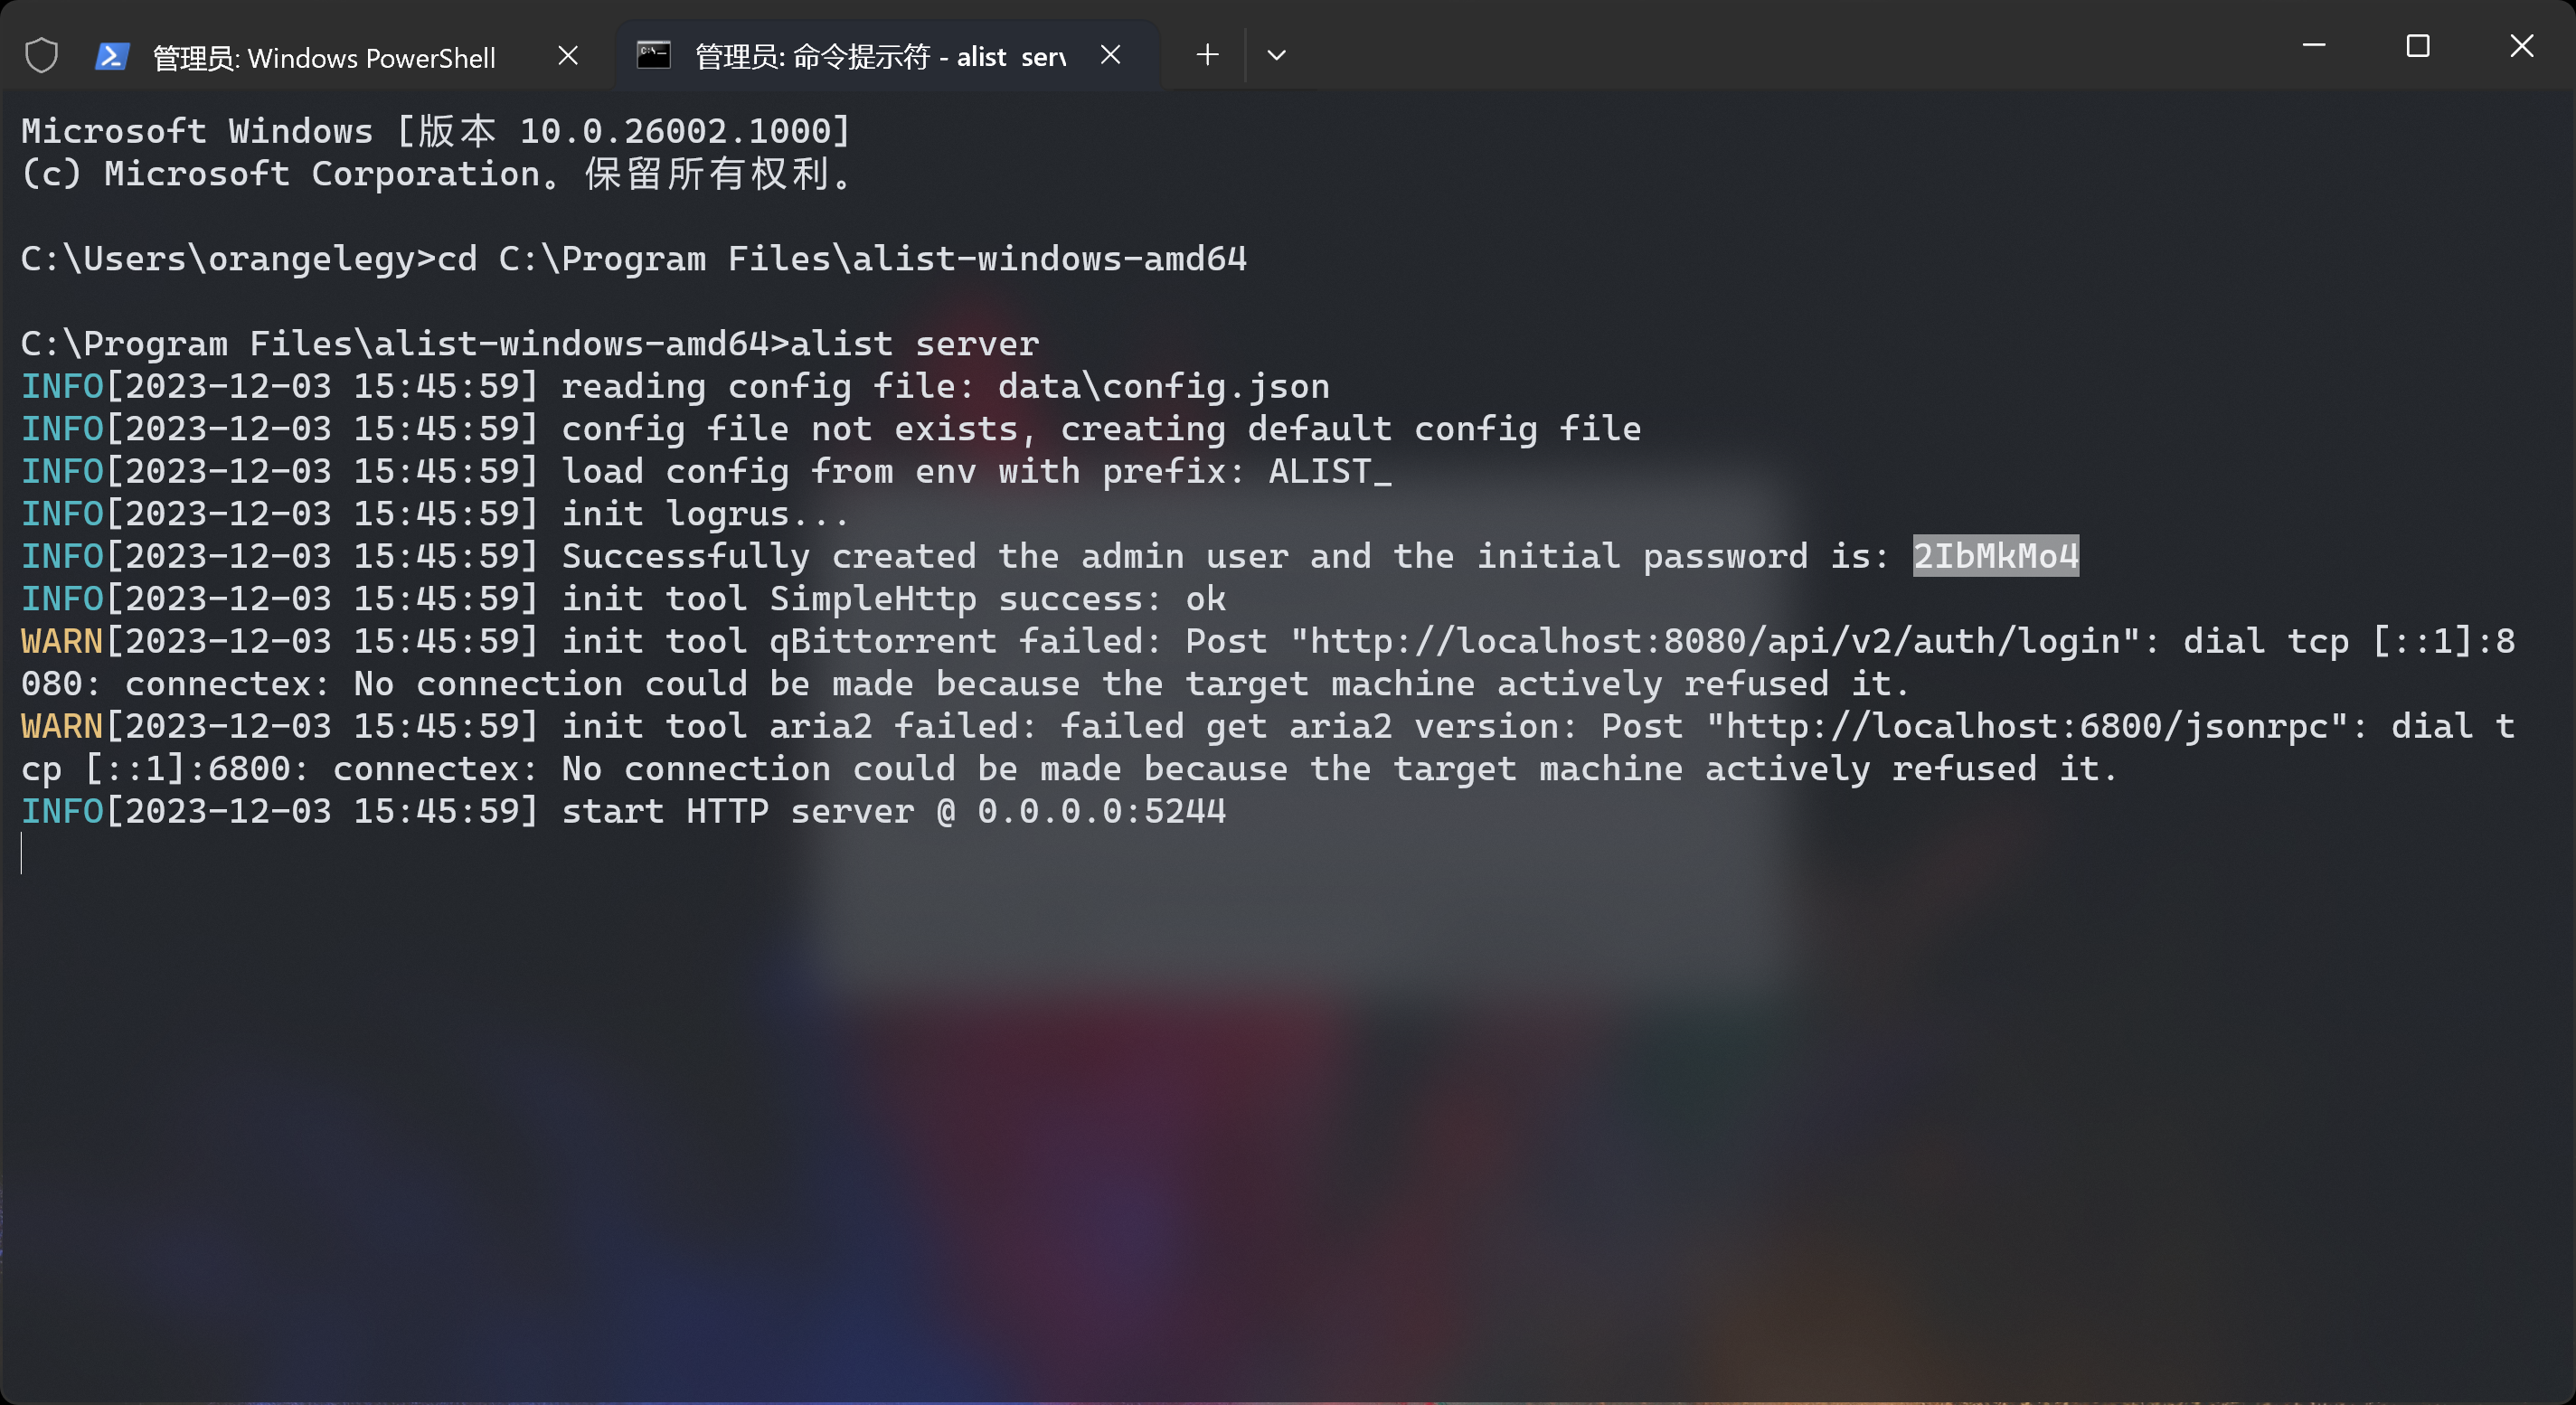 管理员: Windows PowerShell
管理员: 命令提示符 - alist  serv
Microsoft Windows [版本 10.0.26002.1000]
(c) Microsoft Corporation。保留所有权利。
C:\Users\orangelegy>cd C:\Program Files\alist-windows-amd64
C:\Program Files\alist-windows-amd64>alist server
INFO[2023-12-03 15:45:59] reading config file: data\config.json
INFO[2023-12-03 15:45:59] config file not exists, creating default config file
INFO[2023-12-03 15:45:59] load config from env with prefix: ALIST_
INFO[2023-12-03 15:45:59] init logrus...
INFO[2023-12-03 15:45:59] Successfully created the admin user and the initial password is: 2IbMkMo4
INFO[2023-12-03 15:45:59] init tool SimpleHttp success: ok
WARN[2023-12-03 15:45:59] init tool qBittorrent failed: Post "http://localhost:8080/api/v2/auth/login": dial tcp [::1]:8
080: connectex: No connection could be made because the target machine actively refused it.
WARN[2023-12-03 15:45:59] init tool aria2 failed: failed get aria2 version: Post "http://localhost:6800/jsonrpc": dial t
cp [::1]:6800: connectex: No connection could be made because the target machine actively refused it.
INFO[2023-12-03 15:45:59] start HTTP server @ 0.0.0.0:5244